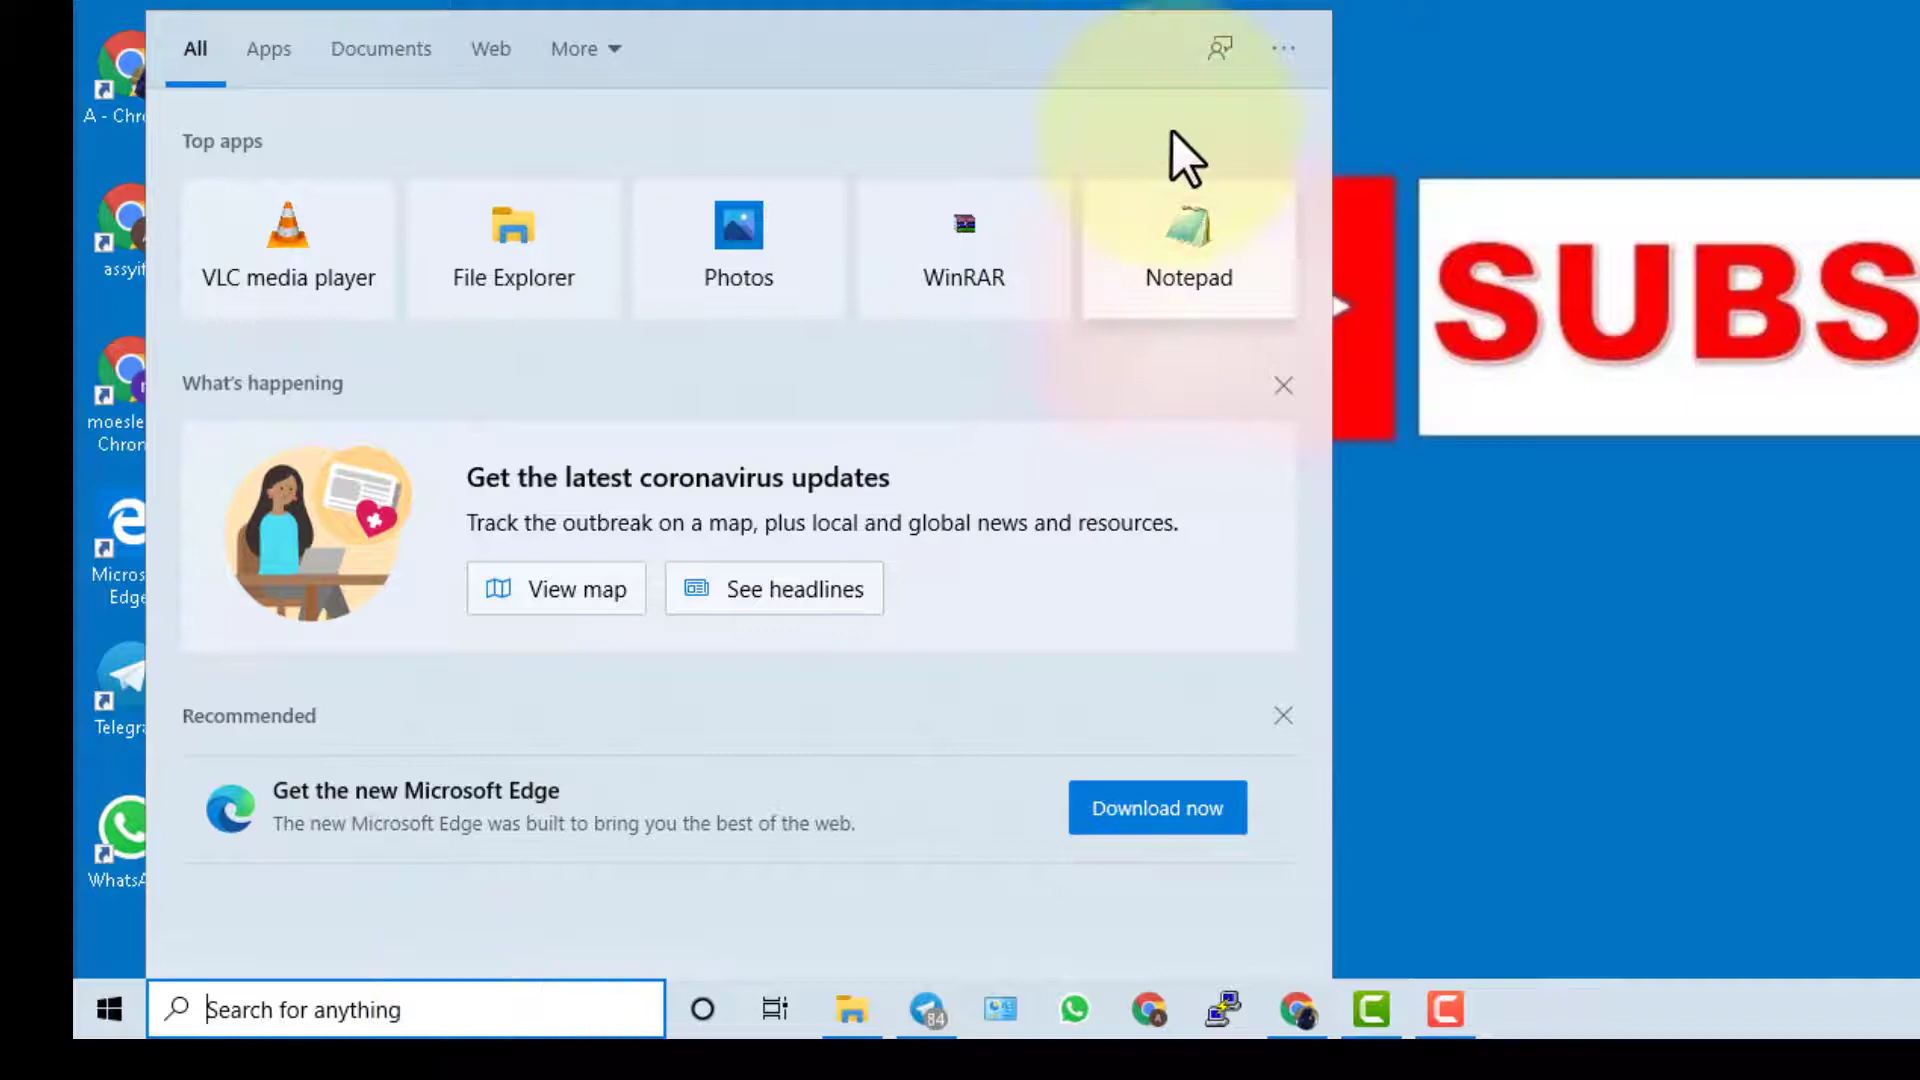 All
Apps
Documents
Web
More
Top apps
VLC media player
File Explorer
Photos
WinRAR
Notepad
What's happening
Get the latest coronavirus updates
Track the outbreak on a map, plus local and global news and resources.
View map
See headlines
Recommended
Get the new Microsoft Edge
The new Microsoft Edge was built to bring you the best of the web.
Download now
A - Chr
assyif
moesle
Chron
Micros
Edge
Telegra
WhatsA
SUBS
Search for anything
84